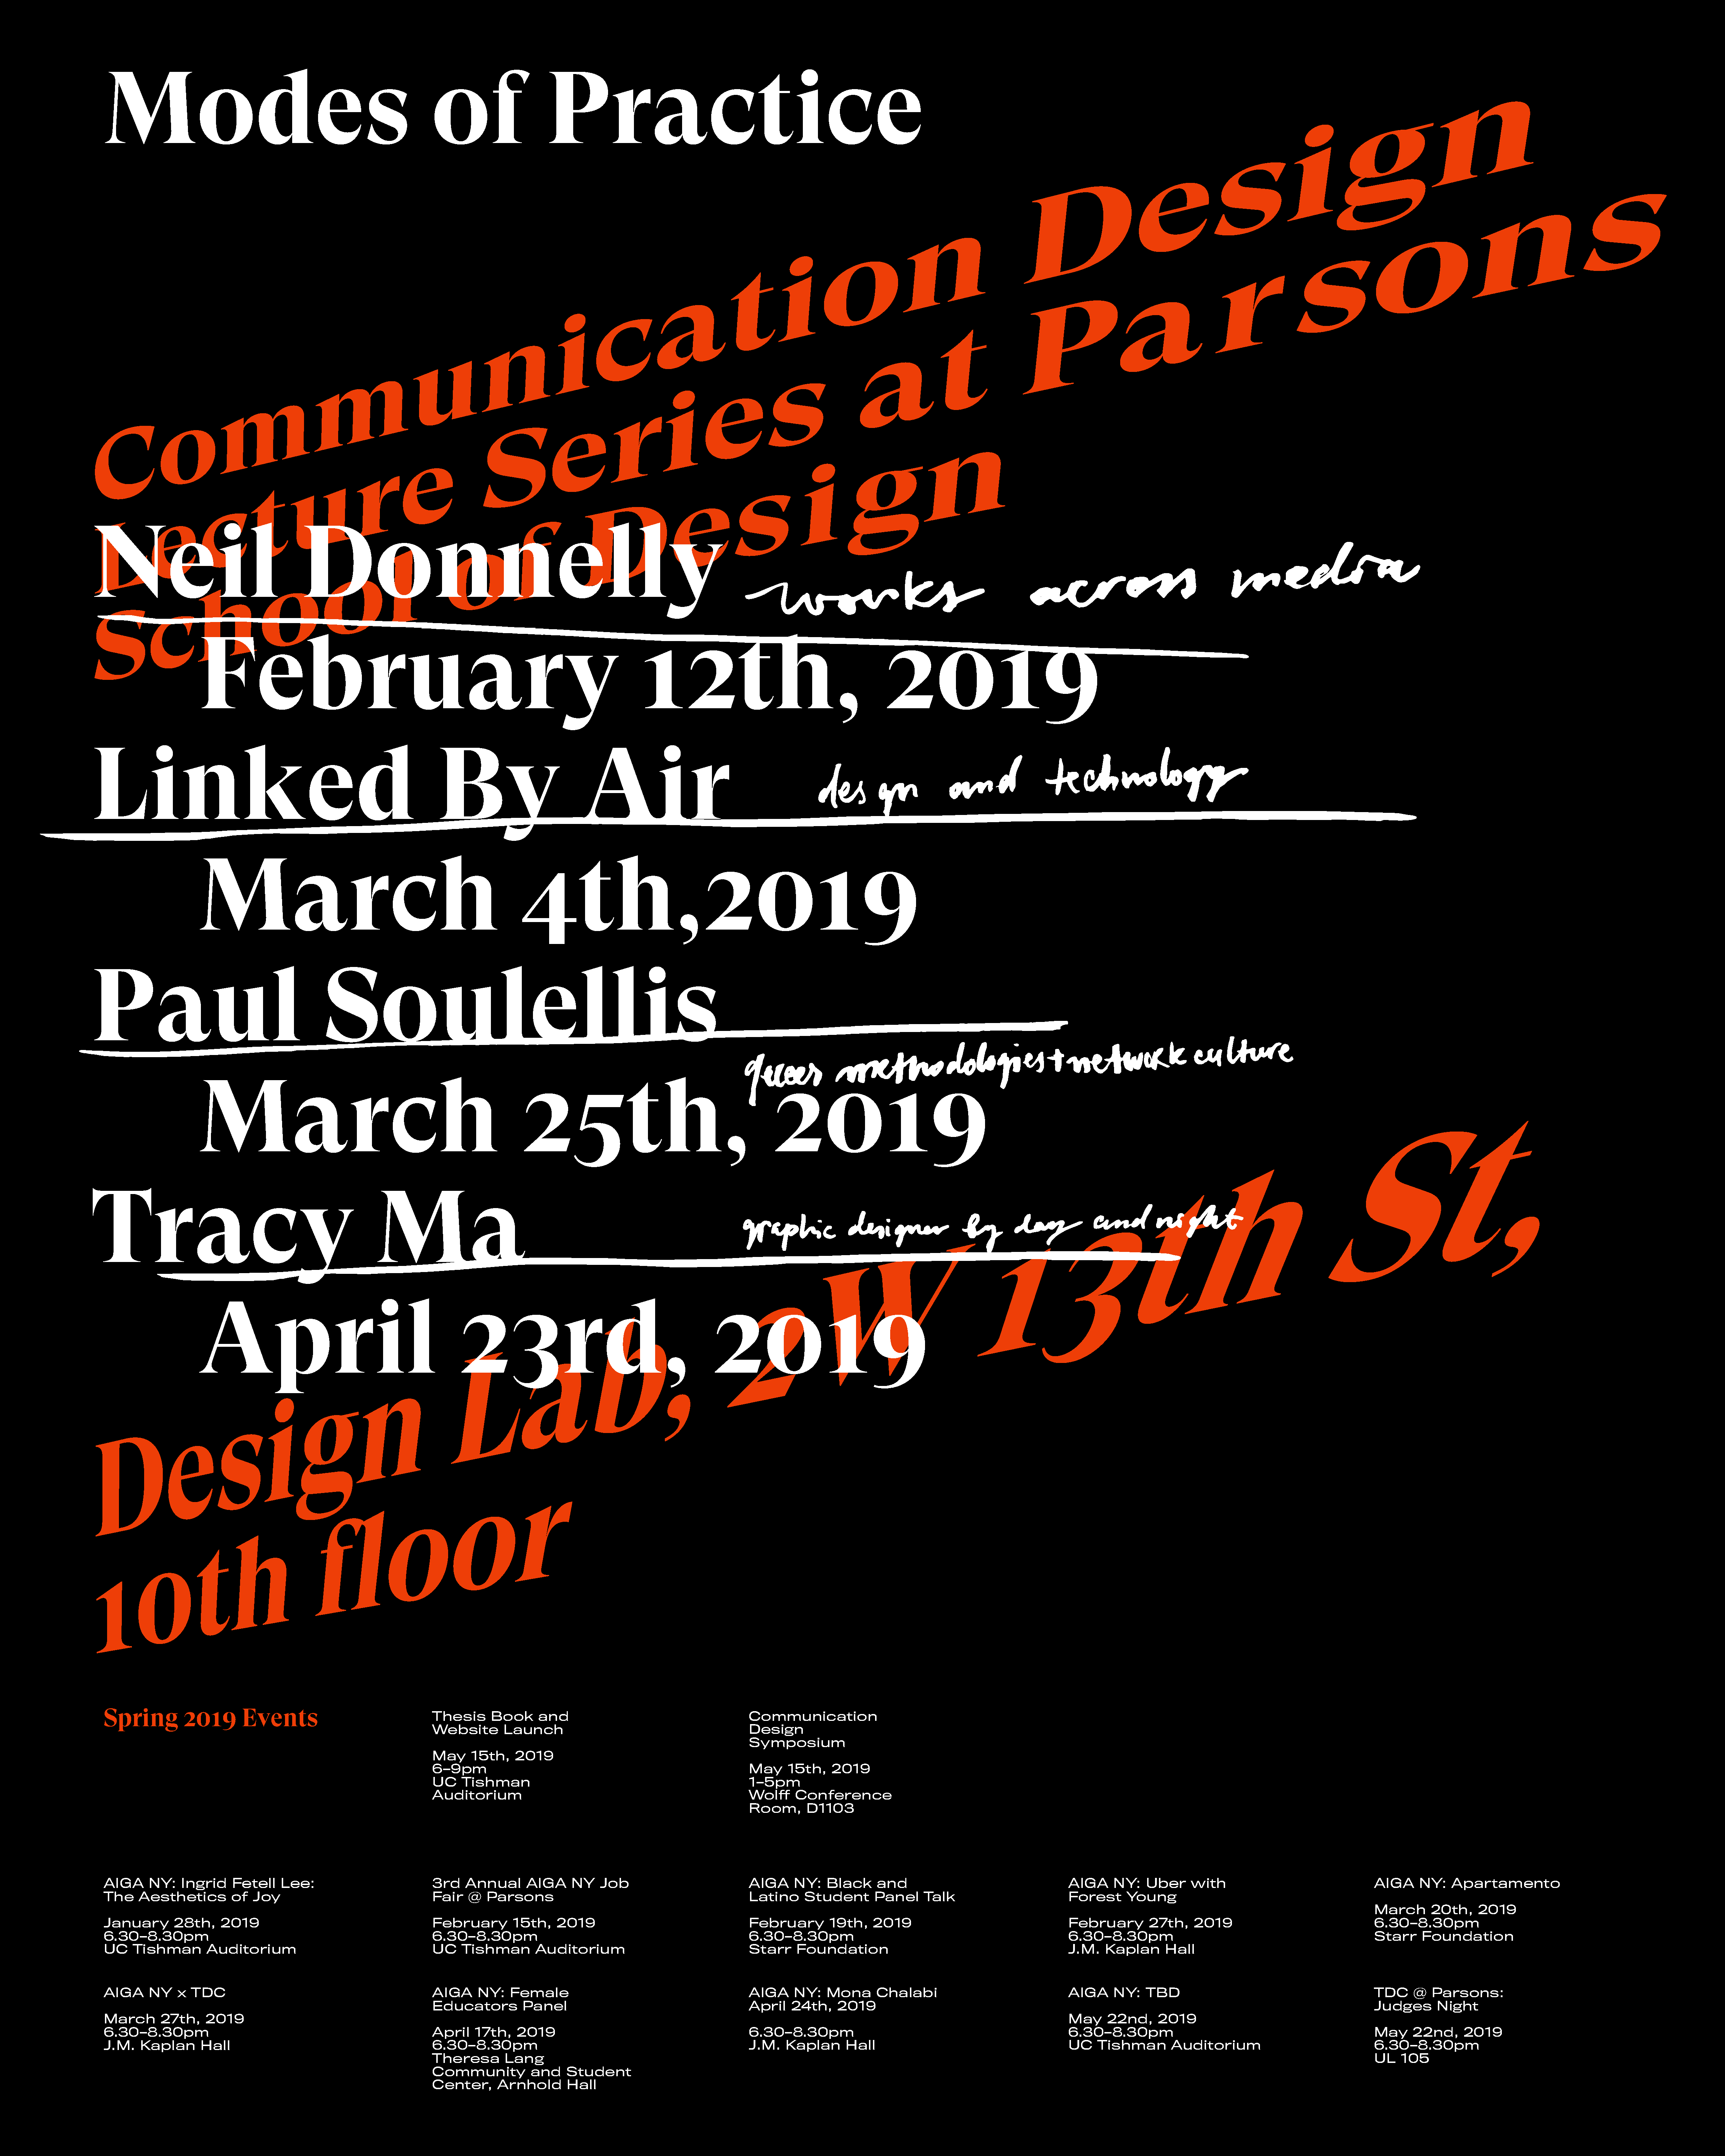 Modes of Practice
Communication Design
Lecture Series at Parsons
School of Design
Neil Donnelly
works across media
February 12th, 2019
Linked By Air
design and technology
March 4th,2019
Paul Soulellis
queer methodologies+network culture
March 25th, 2019
Tracy Ma
graphic designer by day and night
April 23rd, 2019
Design Lab, 2W 13th St,
10th floor
Spring 2019 Events
Thesis Book and
Website Launch
May 15th, 2019
6–9pm
UC Tishman
Auditorium
Communication
Design
Symposium
May 15th, 2019
1–5pm
Wolff Conference
Room, D1103
AIGA NY: Ingrid Fetell Lee:
The Aesthetics of Joy
January 28th, 2019
6.30–8.30pm
UC Tishman Auditorium
3rd Annual AIGA NY Job
Fair @ Parsons
February 15th, 2019
6.30–8.30pm
UC Tishman Auditorium
AIGA NY: Black and
Latino Student Panel Talk
February 19th, 2019
6.30–8.30pm
Starr Foundation
AIGA NY: Uber with
Forest Young
February 27th, 2019
6.30–8.30pm
J.M. Kaplan Hall
AIGA NY: Apartamento
March 20th, 2019
6.30–8.30pm
Starr Foundation
AIGA NY x TDC
March 27th, 2019
6.30–8.30pm
J.M. Kaplan Hall
AIGA NY: Female
Educators Panel
April 17th, 2019
6.30–8.30pm
Theresa Lang
Community and Student
Center, Arnhold Hall
AIGA NY: Mona Chalabi
April 24th, 2019
6.30–8.30pm
J.M. Kaplan Hall
AIGA NY: TBD
May 22nd, 2019
6.30–8.30pm
UC Tishman Auditorium
TDC @ Parsons:
Judges Night
May 22nd, 2019
6.30–8.30pm
UL 105